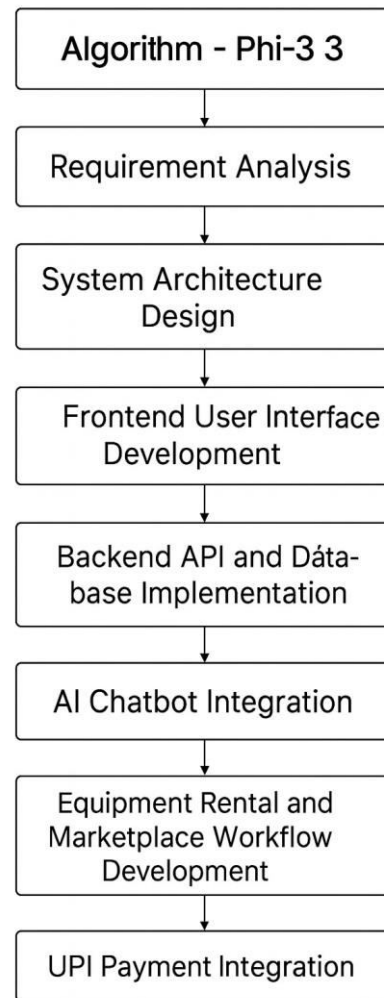 Algorithm - Phi-3 3
Requirement Analysis
System Architecture
Design
Frontend User Interface
Development
Backend API and Dáta-
base Implementation
AI Chatbot Integration
Equipment Rental and
Marketplace Workflow
Development
UPI Payment Integration